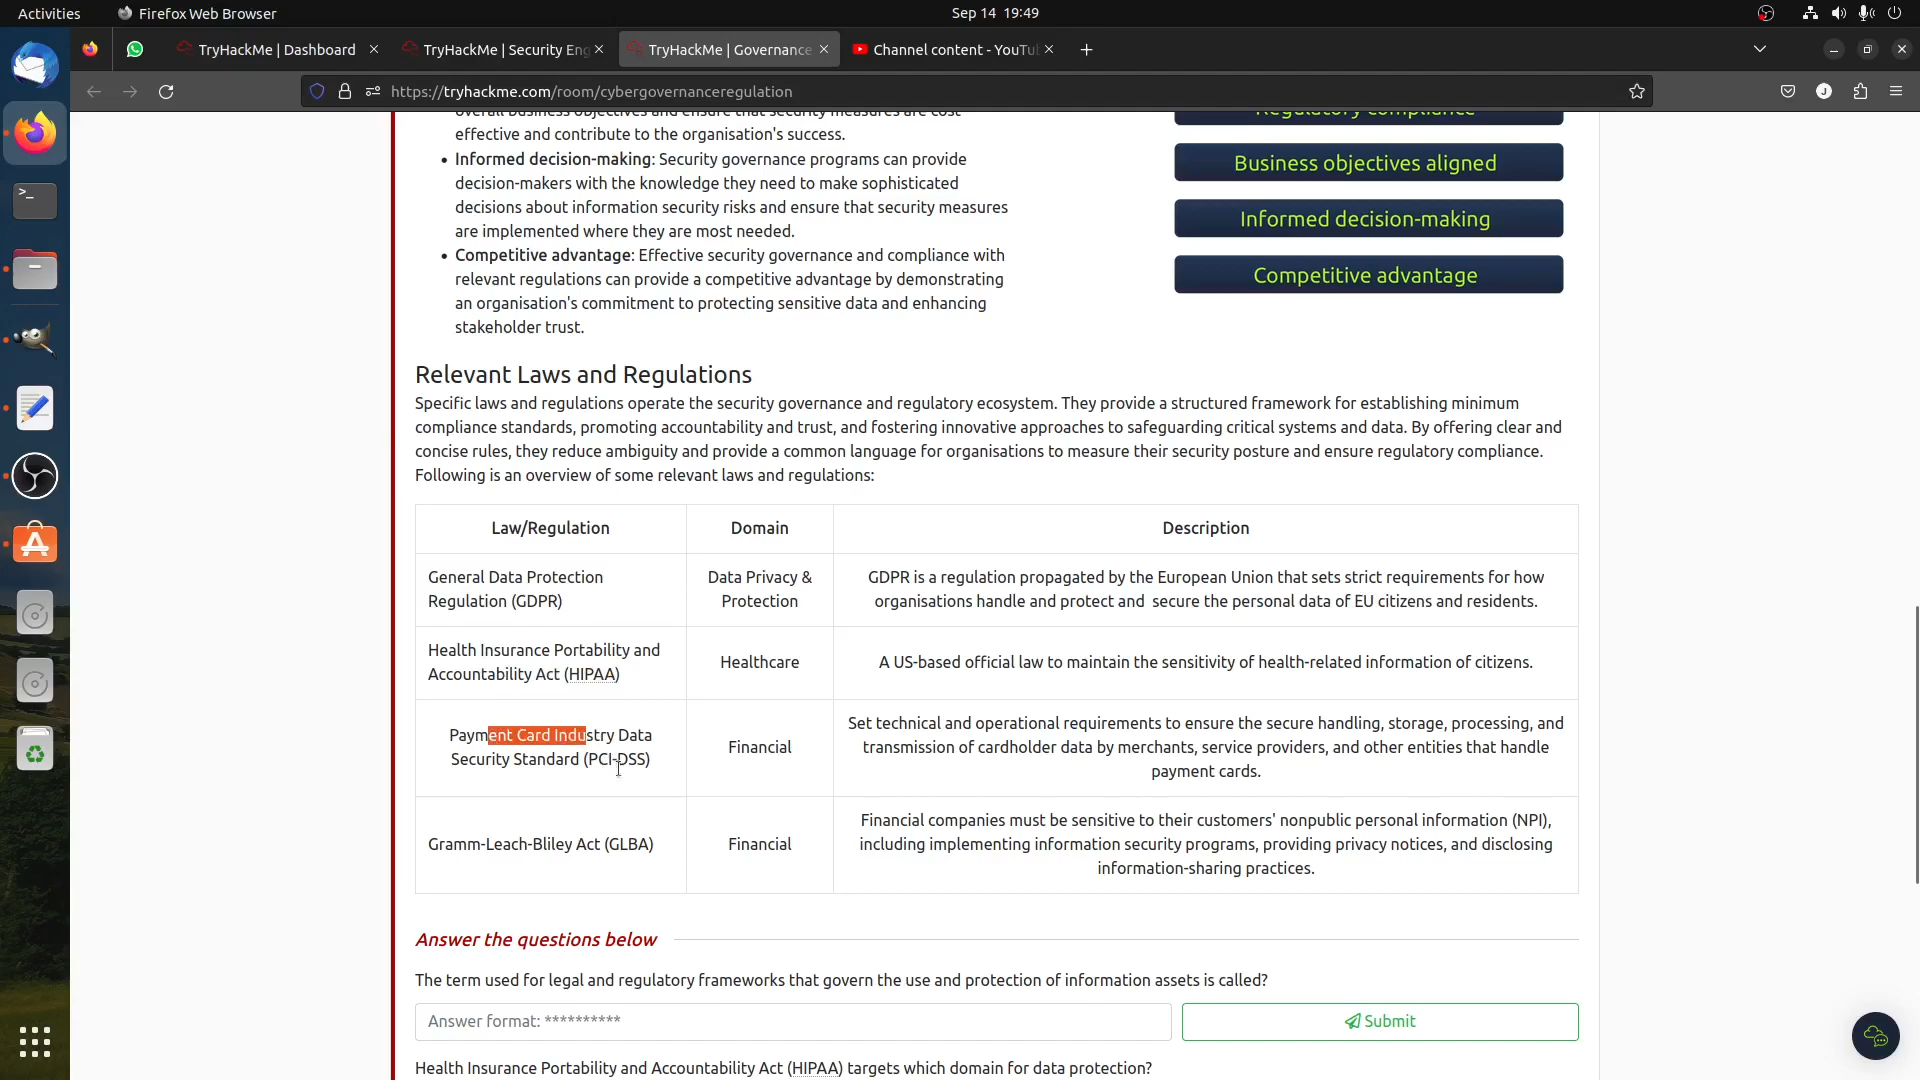 Activities
Firefox Web Browser
Sep 14 19:49
TryHackMe | Dashboard
TryHackMe | Security Eng
TryHackMe | Governance
Channel content - YouTu
https://tryhackme.com/room/cybergovernanceregulation
overall business objectives and ensure that security measures are cost-
effective and contribute to the organisation's success.
• Informed decision-making: Security governance programs can provide
decision-makers with the knowledge they need to make sophisticated
decisions about information security risks and ensure that security measures
are implemented where they are most needed.
• Competitive advantage: Effective security governance and compliance with
relevant regulations can provide a competitive advantage by demonstrating
an organisation's commitment to protecting sensitive data and enhancing
stakeholder trust.
Regulatory compliance
Business objectives aligned
Informed decision-making
Competitive advantage
Relevant Laws and Regulations
Specific laws and regulations operate the security governance and regulatory ecosystem. They provide a structured framework for establishing minimum
compliance standards, promoting accountability and trust, and fostering innovative approaches to safeguarding critical systems and data. By offering clear and
concise rules, they reduce ambiguity and provide a common language for organisations to measure their security posture and ensure regulatory compliance.
Following is an overview of some relevant laws and regulations:
Law/Regulation
Domain
Description
General Data Protection
Regulation (GDPR)
Data Privacy &
Protection
GDPR is a regulation propagated by the European Union that sets strict requirements for how
organisations handle and protect and secure the personal data of EU citizens and residents.
Health Insurance Portability and
Accountability Act (HIPAA)
Healthcare
A US-based official law to maintain the sensitivity of health-related information of citizens.
Payment Card Industry Data
Security Standard (PCI-DSS)
Financial
Set technical and operational requirements to ensure the secure handling, storage, processing, and
transmission of cardholder data by merchants, service providers, and other entities that handle
payment cards.
Gramm-Leach-Bliley Act (GLBA)
Financial
Financial companies must be sensitive to their customers' nonpublic personal information (NPI),
including implementing information security programs, providing privacy notices, and disclosing
information-sharing practices.
Answer the questions below
The term used for legal and regulatory frameworks that govern the use and protection of information assets is called?
Answer format: **********
Submit
Health Insurance Portability and Accountability Act (HIPAA) targets which domain for data protection?